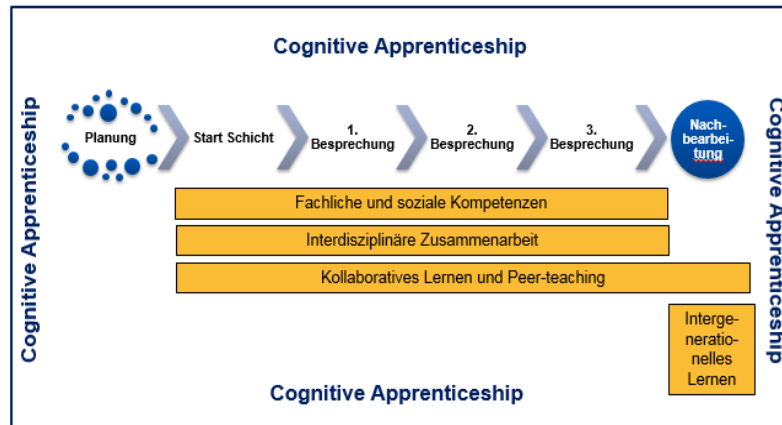 Cognitive Apprenticeship
Cognitive Apprenticeship
Planung
Start Schicht
1.
Besprechung
2.
Besprechung
3.
Besprechung
Nach-
bearbei-
tung
Cognitive Apprenticeship
Fachliche und soziale Kompetenzen
Interdisziplinäre Zusammenarbeit
Kollaboratives Lernen und Peer-teaching
Interge-
neratio-
nelles
Lernen
Cognitive Apprenticeship